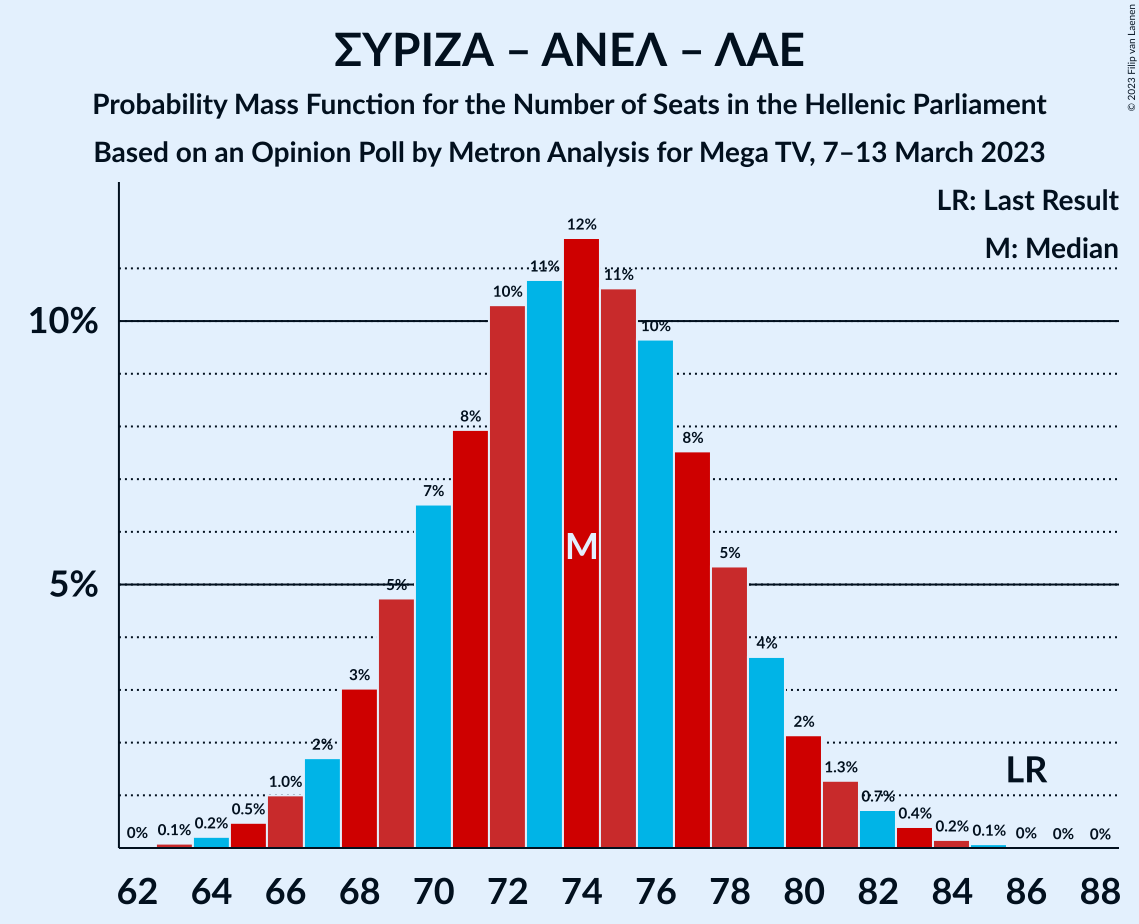 © 2023 Filip van Laenen
ΣΥΡΙΖΑ – ΑΝΕΛ – ΛΑΕ
Probability Mass Function for the Number of Seats in the Hellenic Parliament
Based on an Opinion Poll by Metron Analysis for Mega TV, 7–13 March 2023
LR: Last Result
M: Median
10%
5%
0% 0.1% 0.2% 0.5% 1.0% 2% 3% 5% 7% 8% 10% 11% 12% 11% 10% 8% 5% 4% 2% 1.3% 0.7% 0.4% 0.2% 0.1% 0% 0% 0%
M
LR
62 64 66 68 70 72 74 76 78 80 82 84 86 88